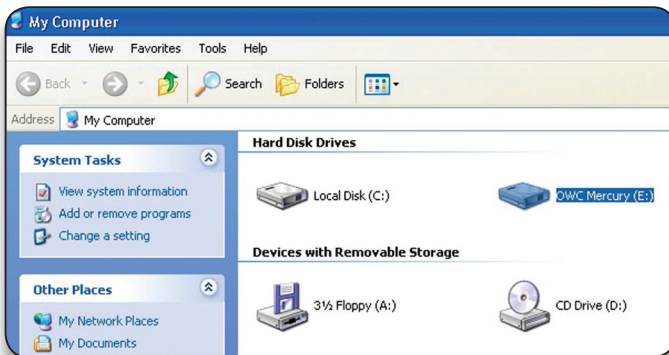 My Computer
File Edit View Favorites Tools Help
Back Search Folders
Address My Computer
System Tasks
View system information
Add or remove programs
Change a setting
Other Places
My Network Places
My Documents
Hard Disk Drives
Local Disk (C:) OWC Mercury (E:)
Devices with Removable Storage
3½ Floppy (A:) CD Drive (D:)